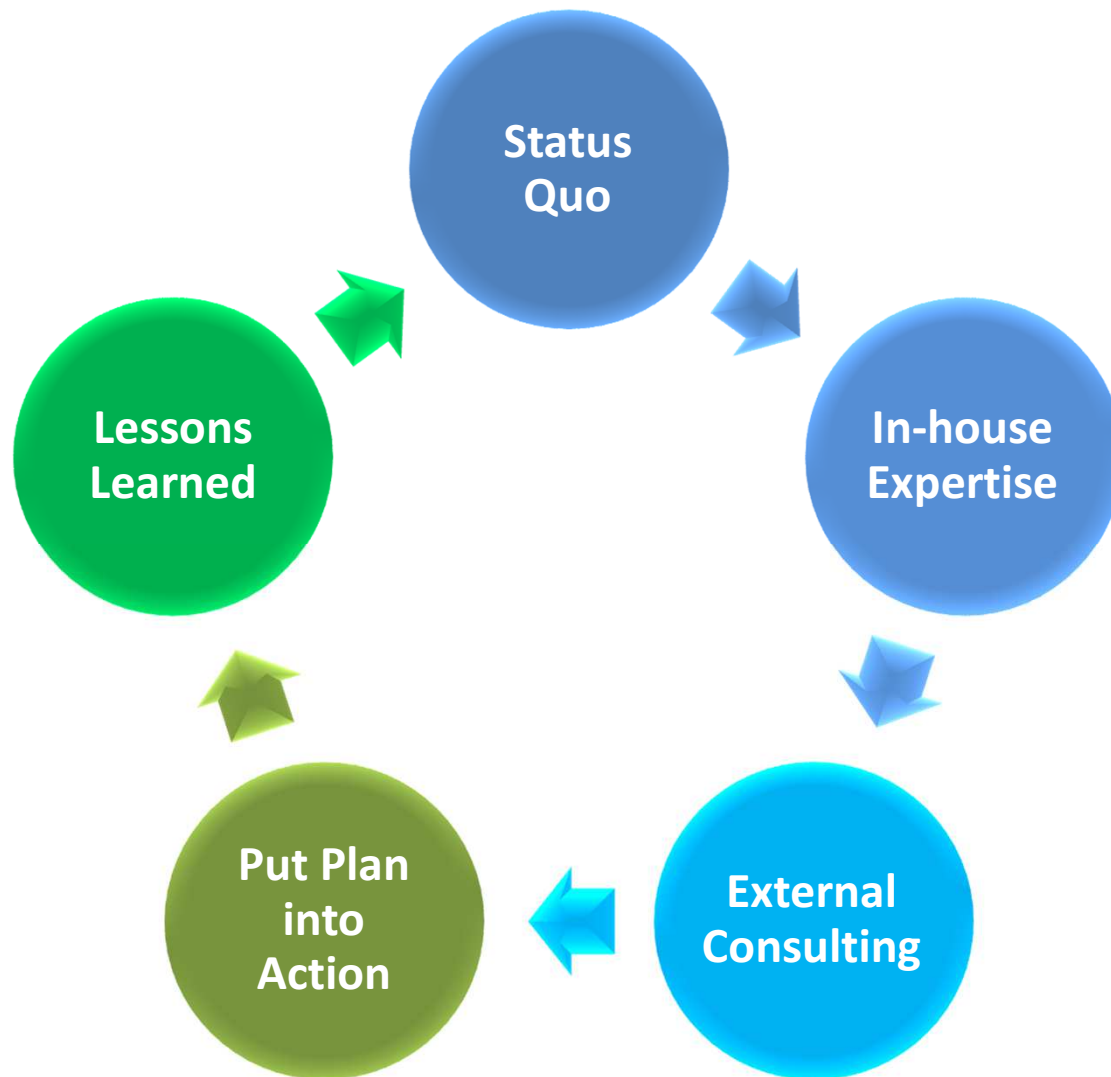 Status
Quo
In-house
Expertise
External
Consulting
Put Plan
into
Action
Lessons
Learned